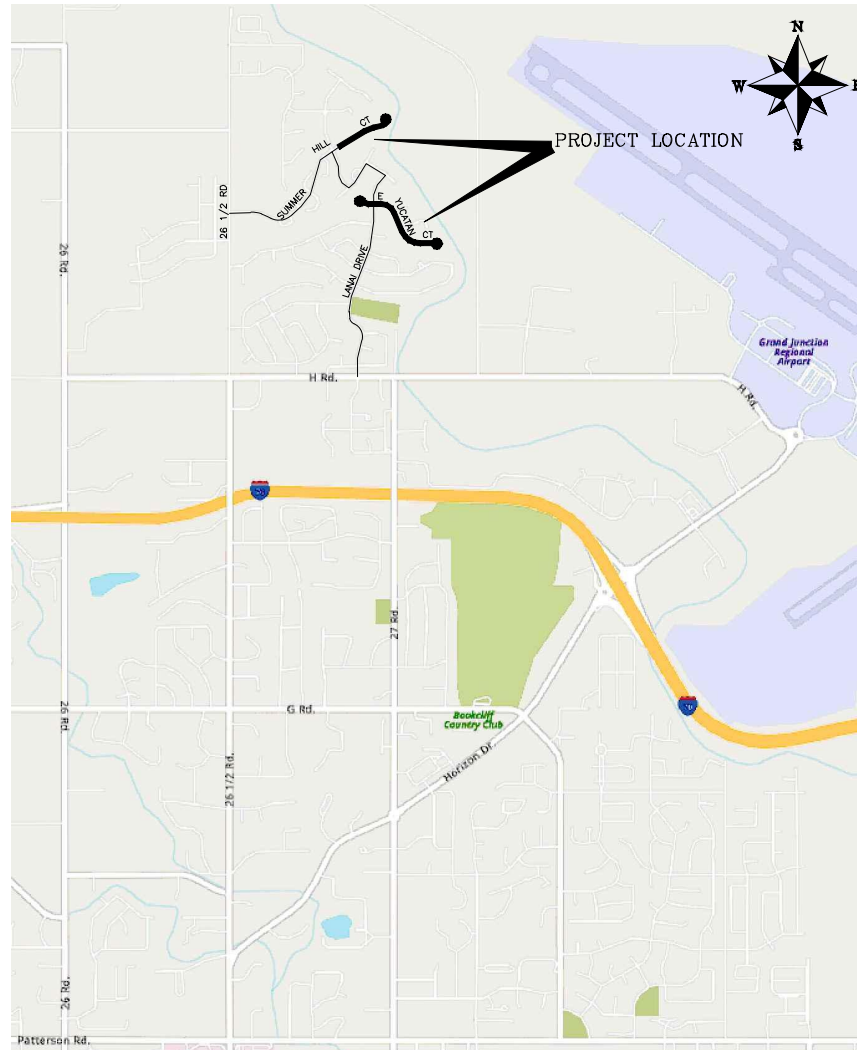 N
W
E
S
PROJECT LOCATION
CT
HILL
SUMMER
26 1/2 RD
E
YUCATAN
CT
LANAI DRIVE
26 Rd.
Grand Junction
Regional
Airport
H Rd.
H Rd.
27 Rd.
26 Rd.
G Rd.
Bookcliff
Country Club
Horizon Dr.
26 1/2 Rd.
26 Rd.
Patterson Rd.